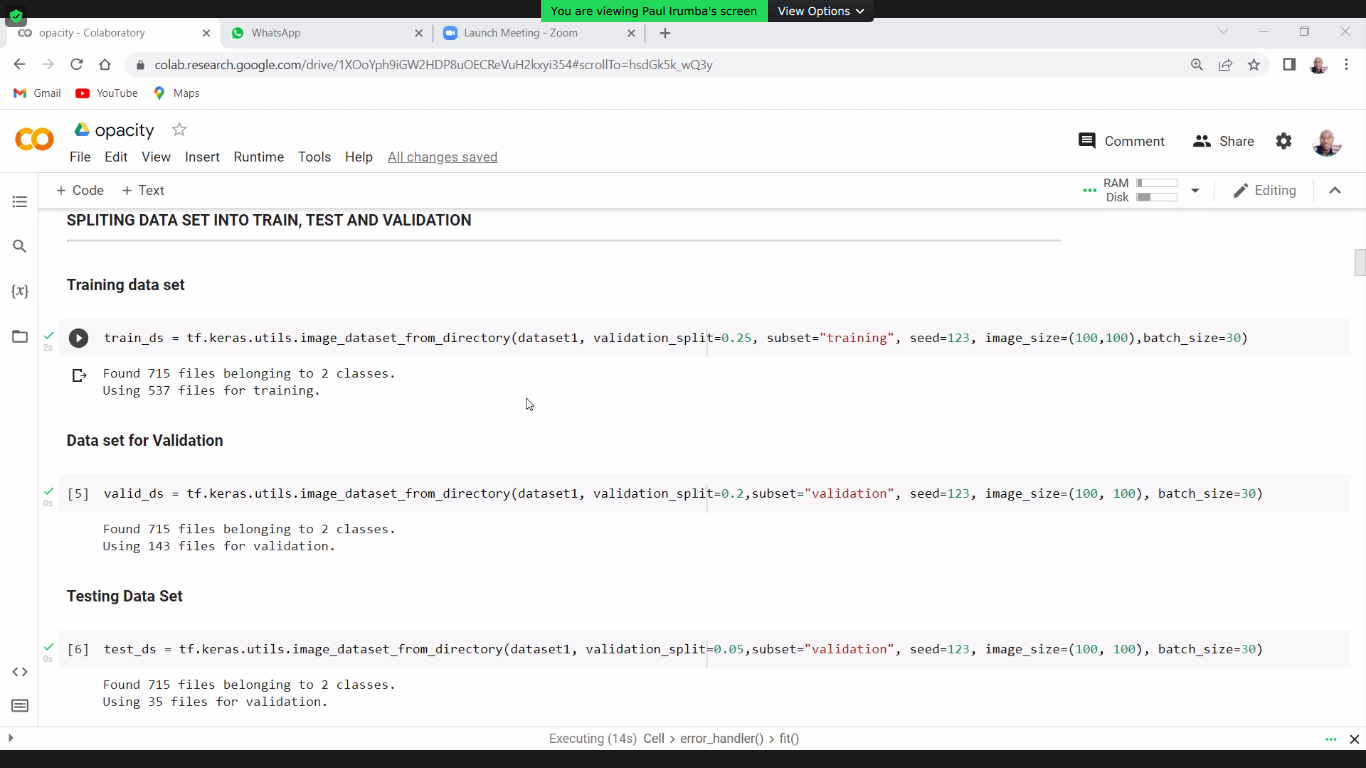 You are viewing Paul Irumba's screen View Options
opacity - Colaboratory WhatsApp Launch Meeting - Zoom
colab.research.google.com/drive/1XOoYph9iGW2HDP8uOECReVuH2kxyi354#scrollTo=hsdGk5k_wQ3y
Gmail YouTube Maps
opacity
Comment Share
File Edit View Insert Runtime Tools Help All changes saved
+ Code + Text RAM Disk Editing
SPLITING DATA SET INTO TRAIN, TEST AND VALIDATION
Training data set
train_ds = tf.keras.utils.image_dataset_from_directory(dataset1, validation_split=0.25, subset="training", seed=123, image_size=(100,100),batch_size=30)
2s
Found 715 files belonging to 2 classes.
Using 537 files for training.
Data set for Validation
[5] valid_ds = tf.keras.utils.image_dataset_from_directory(dataset1, validation_split=0.2,subset="validation", seed=123, image_size=(100, 100), batch_size=30)
0s
Found 715 files belonging to 2 classes.
Using 143 files for validation.
Testing Data Set
[6] test_ds = tf.keras.utils.image_dataset_from_directory(dataset1, validation_split=0.05,subset="validation", seed=123, image_size=(100, 100), batch_size=30)
0s
Found 715 files belonging to 2 classes.
Using 35 files for validation.
Executing (14s) Cell > error_handler() > fit()